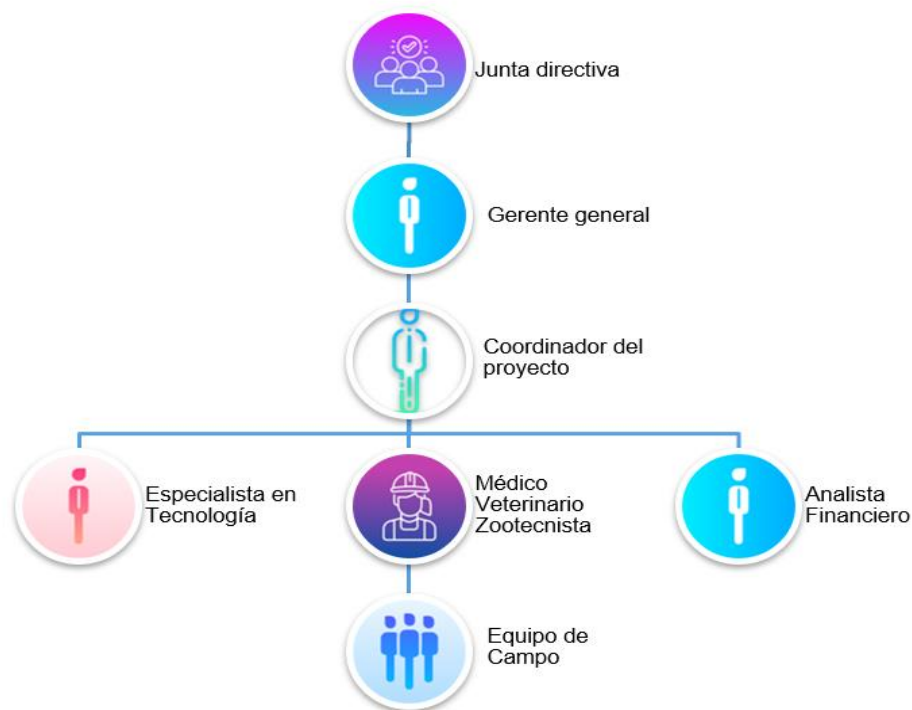 Junta directiva
Gerente general
Coordinador del
proyecto
Especialista en
Tecnología
Médico
Veterinario
Zootecnista
Analista
Financiero
Equipo de
Campo